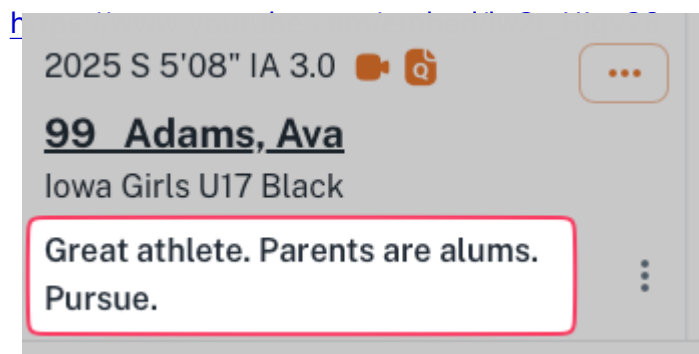 2025 S 5'08" IA 3.0
99 Adams, Ava
Iowa Girls U17 Black
Great athlete. Parents are alums.
Pursue.